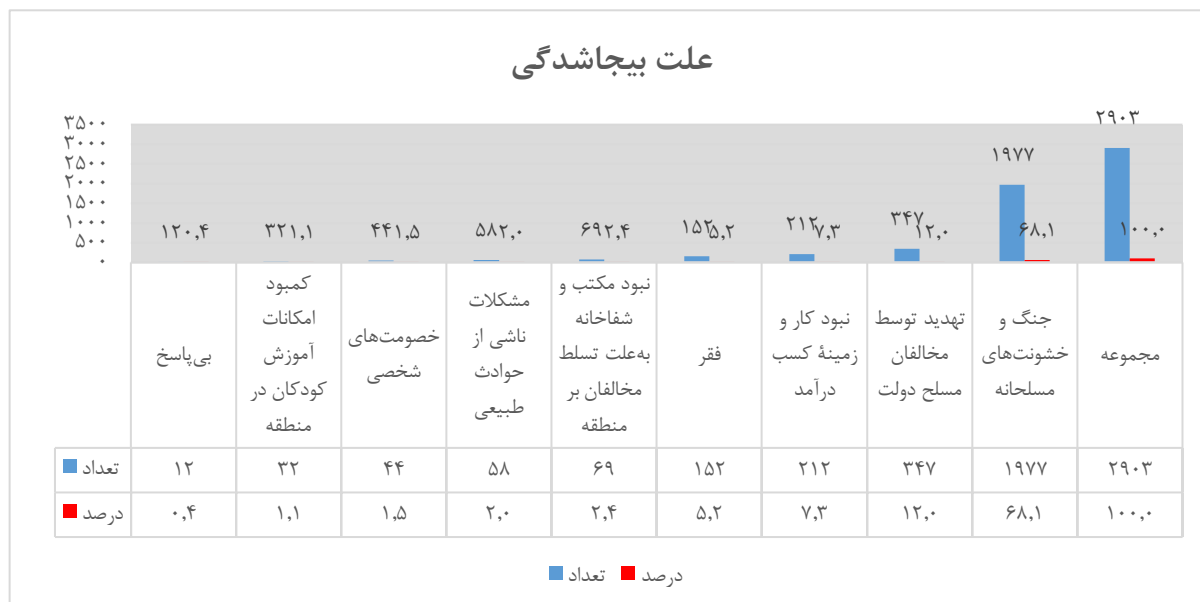 علت بیجاشدگی
۳۵۰۰
۳۰۰۰
۲۵۰۰
۲۰۰۰
۱۵۰۰
۱۰۰۰
۵۰۰
۰
۲۹۰۳
۱۰۰,۰
۱۹۷۷
۶۸,۱
۳۴۷
۱۲,۰
۲۱۲
۷,۳
۱۵۲
۵,۲
۶۹
۲,۴
۵۸
۲,۰
۴۴
۱,۵
۳۲
۱,۱
۱۲
۰,۴
مجموعه
جنگ و
خشونت‌های
مسلحانه
تهدید توسط
مخالفان
مسلح دولت
نبود کار و
زمینهٔ کسب
درآمد
فقر
نبود مکتب و
شفاخانه
به‌علت تسلط
مخالفان بر
منطقه
مشکلات
ناشی از
حوادث
طبیعی
خصومت‌های
شخصی
کمبود
امکانات
آموزش
کودکان در
منطقه
بی‌پاسخ
۲۹۰۳ ۱۹۷۷ ۳۴۷ ۲۱۲ ۱۵۲ ۶۹ ۵۸ ۴۴ ۳۲ ۱۲ تعداد
۱۰۰,۰ ۶۸,۱ ۱۲,۰ ۷,۳ ۵,۲ ۲,۴ ۲,۰ ۱,۵ ۱,۱ ۰,۴ درصد
درصد تعداد